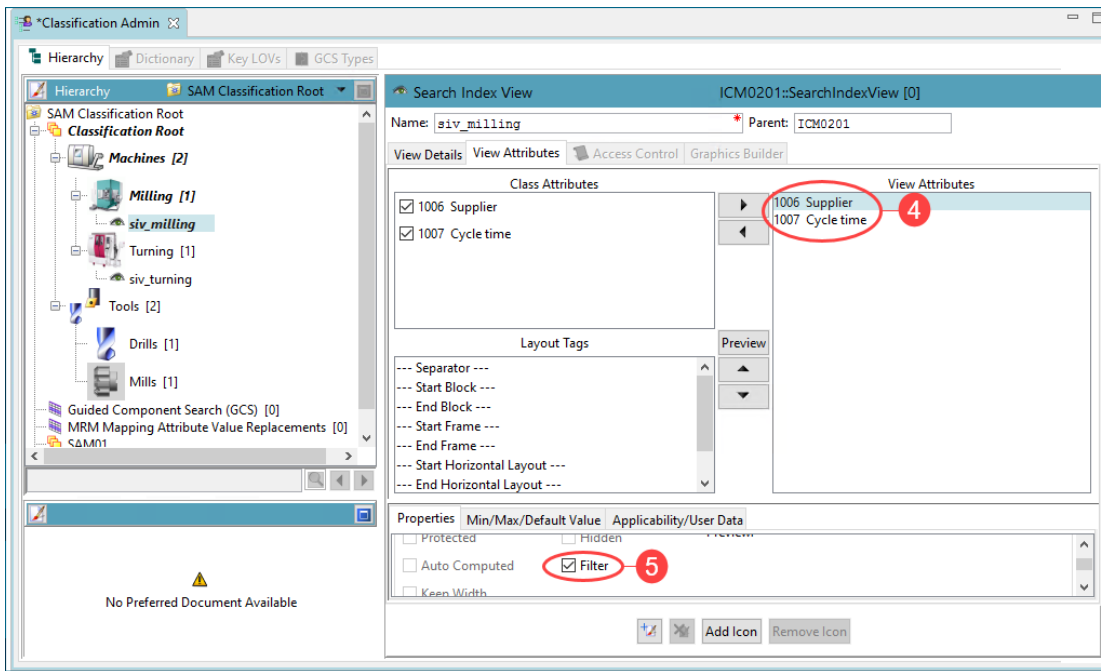 *Classification Admin
Hierarchy Dictionary Key LOVs GCS Types
Hierarchy SAM Classification Root
SAM Classification Root
Classification Root
Machines [2]
Milling [1]
siv_milling
Turning [1]
siv_turning
Tools [2]
Drills [1]
Mills [1]
Guided Component Search (GCS) [0]
MRM Mapping Attribute Value Replacements [0]
SAM01
No Preferred Document Available
Search Index View ICM0201::SearchIndexView [0]
Name: siv_milling * Parent: ICM0201
View Details View Attributes Access Control Graphics Builder
Class Attributes
1006 Supplier
1007 Cycle time
View Attributes
1006 Supplier
1007 Cycle time
4
Layout Tags
--- Separator ---
--- Start Block ---
--- End Block ---
--- Start Frame ---
--- End Frame ---
--- Start Horizontal Layout ---
--- End Horizontal Layout ---
Preview
Properties Min/Max/Default Value Applicability/User Data
Protected Hidden
Auto Computed Filter 5
Keep Width
Add Icon Remove Icon